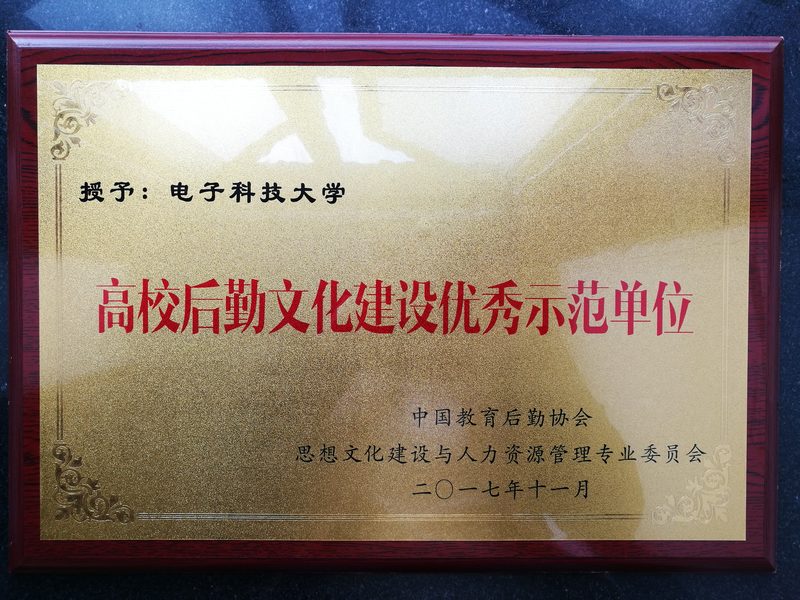 授予：电子科技大学
高校后勤文化建设优秀示范单位
中国教育后勤协会
思想文化建设与人力资源管理专业委员会
二〇一七年十一月